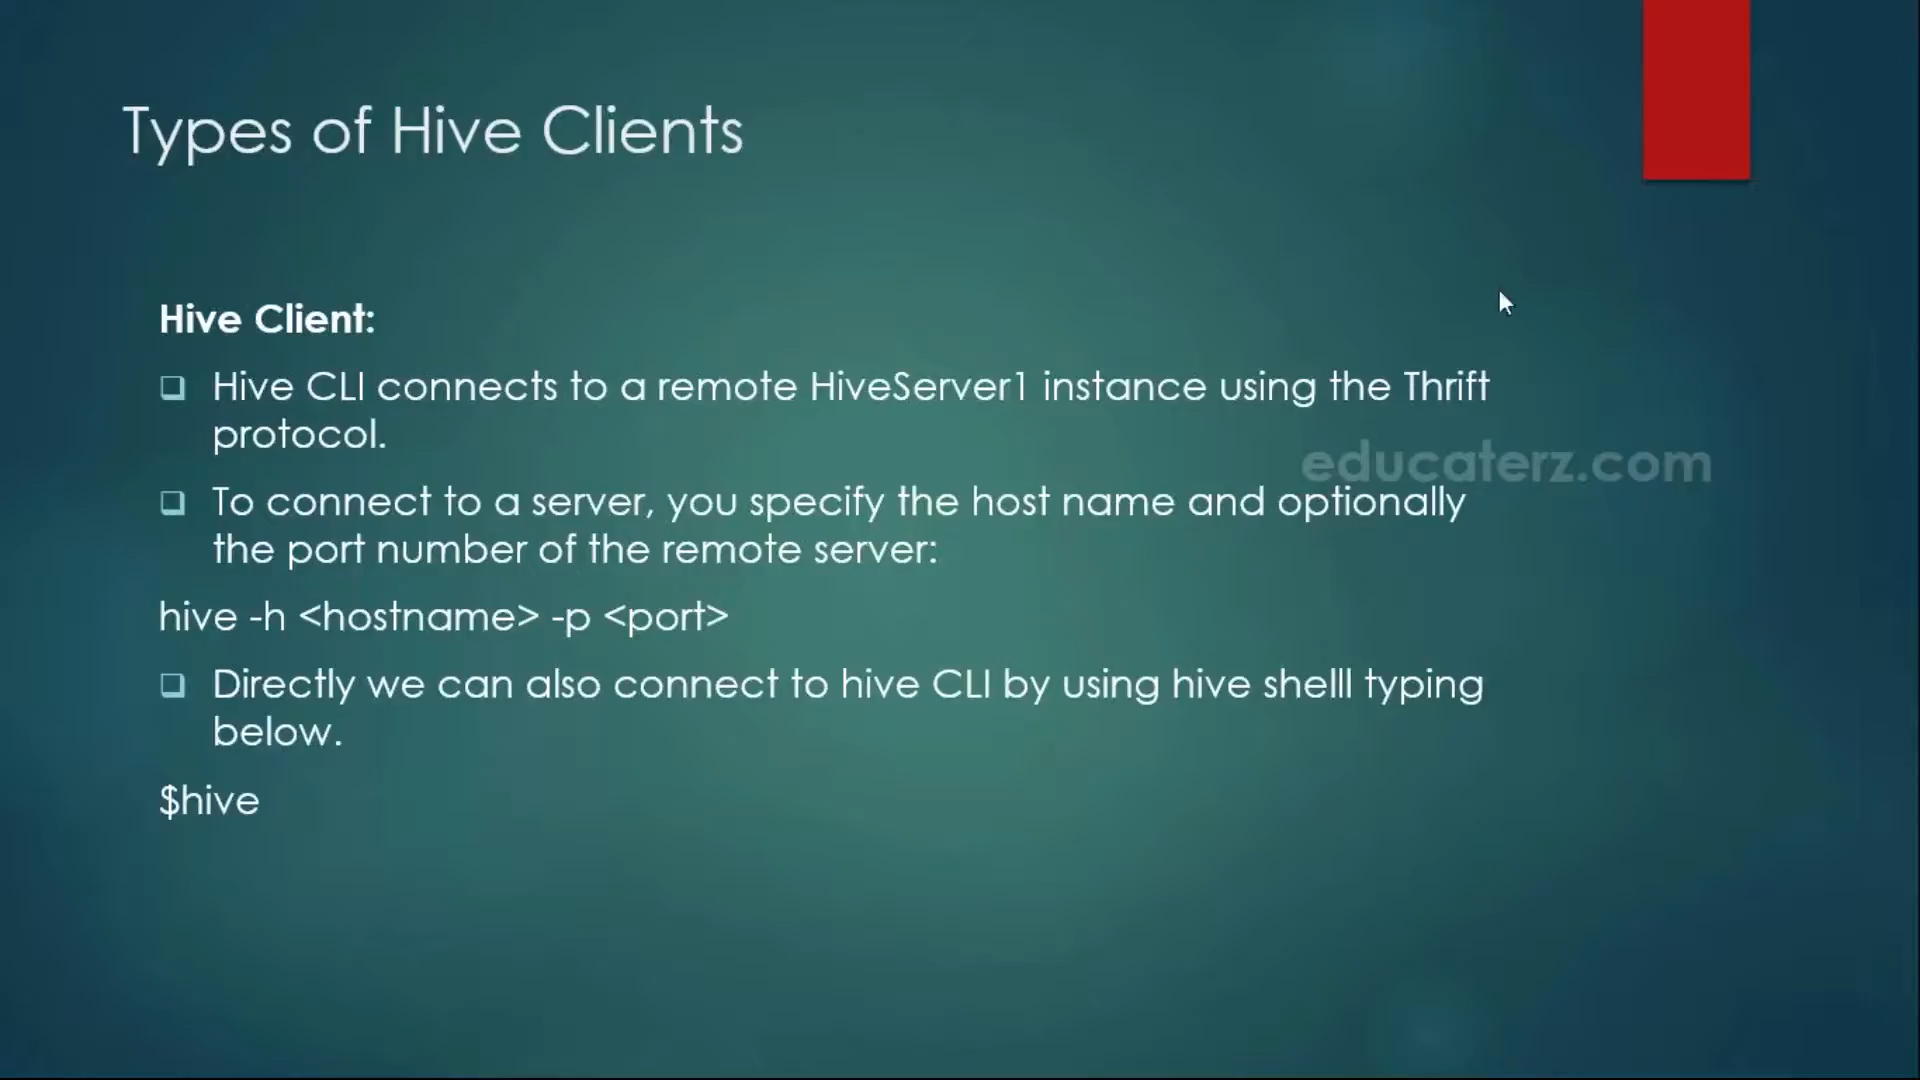 Types of Hive Clients
Hive Client:
Hive CLI connects to a remote HiveServer1 instance using the Thrift
protocol.
educaterz.com
To connect to a server, you specify the host name and optionally
the port number of the remote server:
hive -h <hostname> -p <port>
Directly we can also connect to hive CLI by using hive shelll typing
below.
$hive